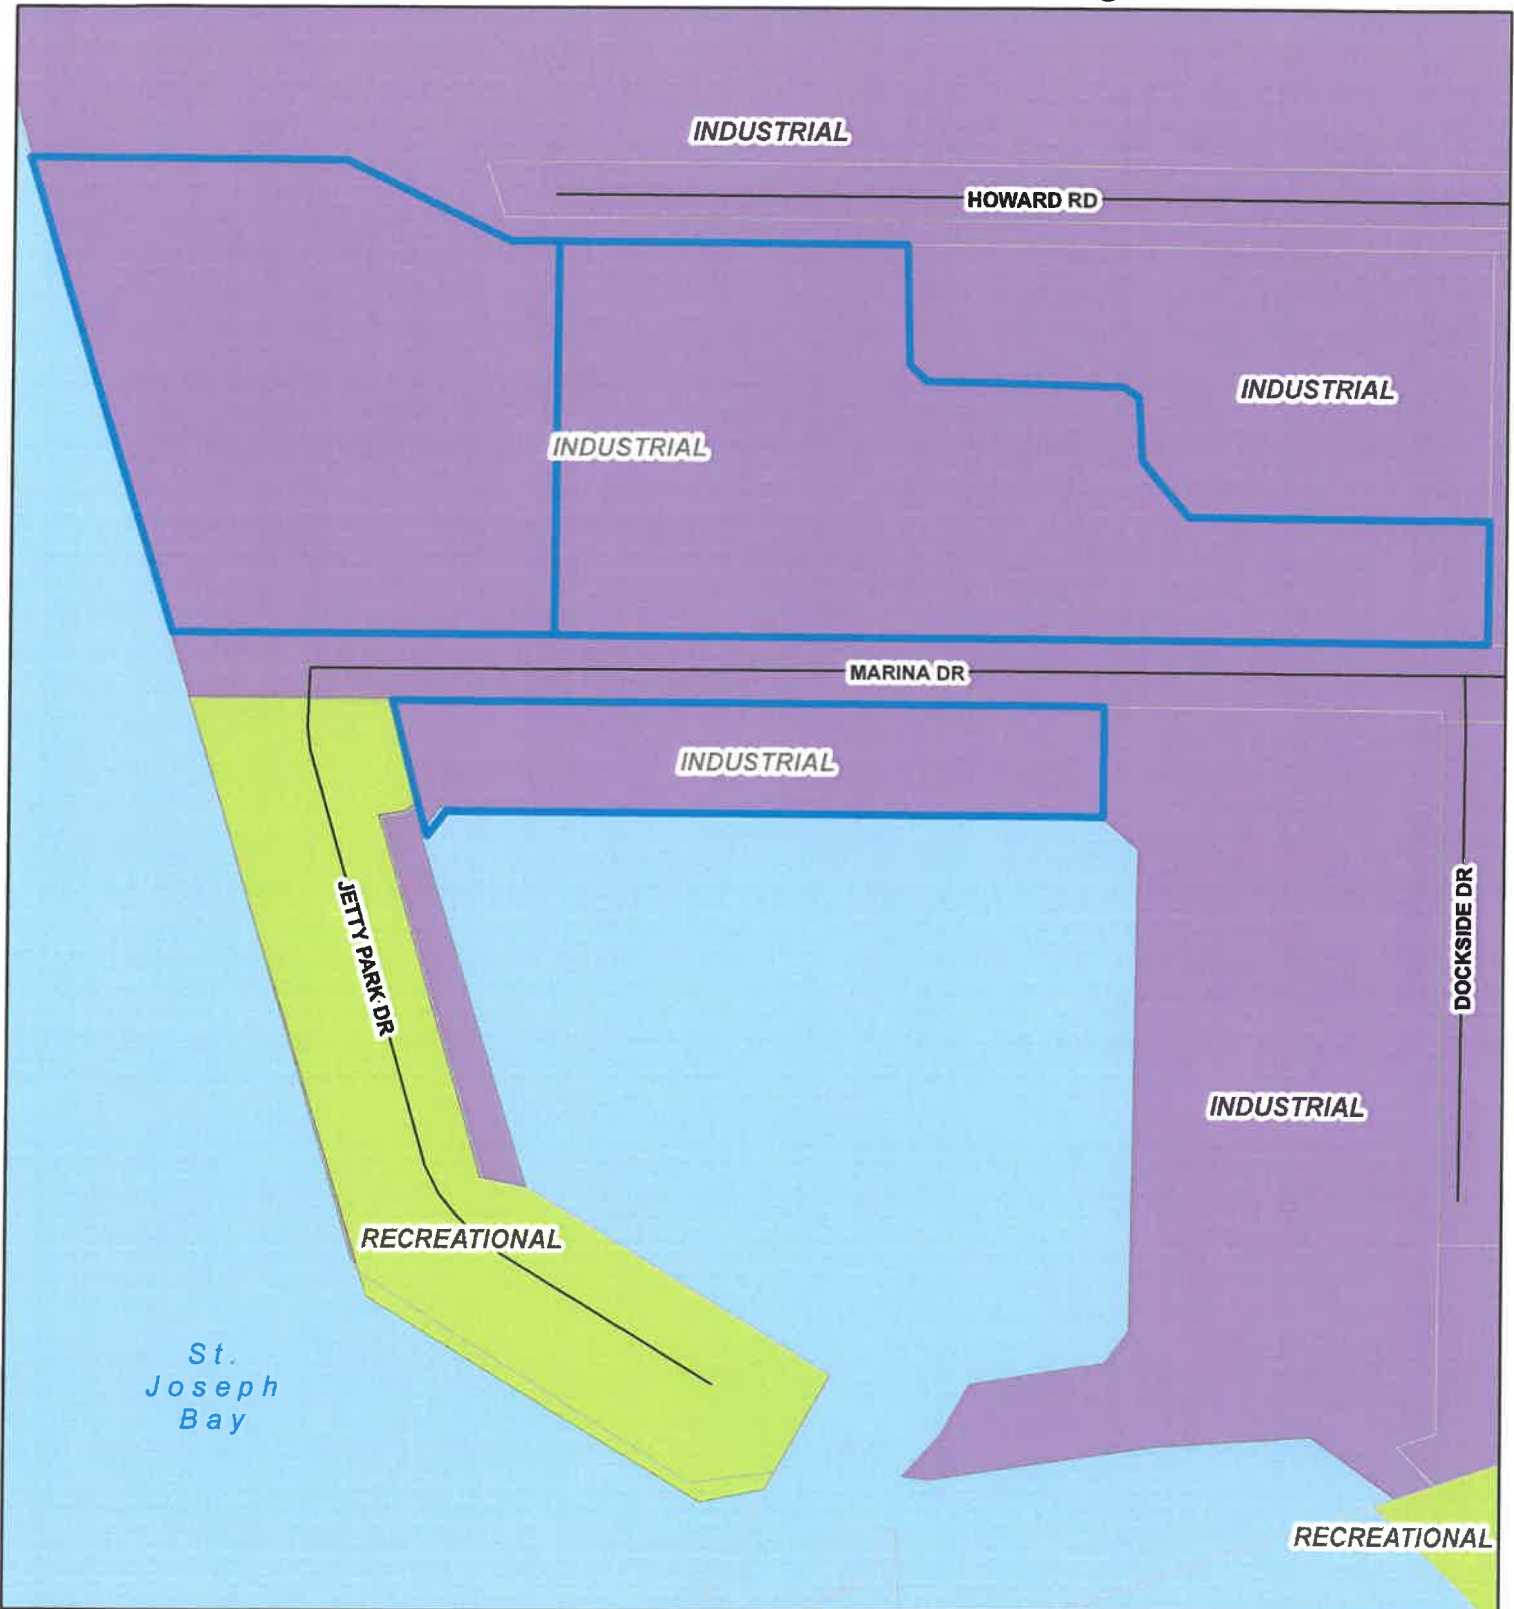 INDUSTRIAL
HOWARD RD
INDUSTRIAL
INDUSTRIAL
MARINA DR
INDUSTRIAL
JETTY PARK DR
DOCKSIDE DR
INDUSTRIAL
RECREATIONAL
St.
Joseph
Bay
RECREATIONAL